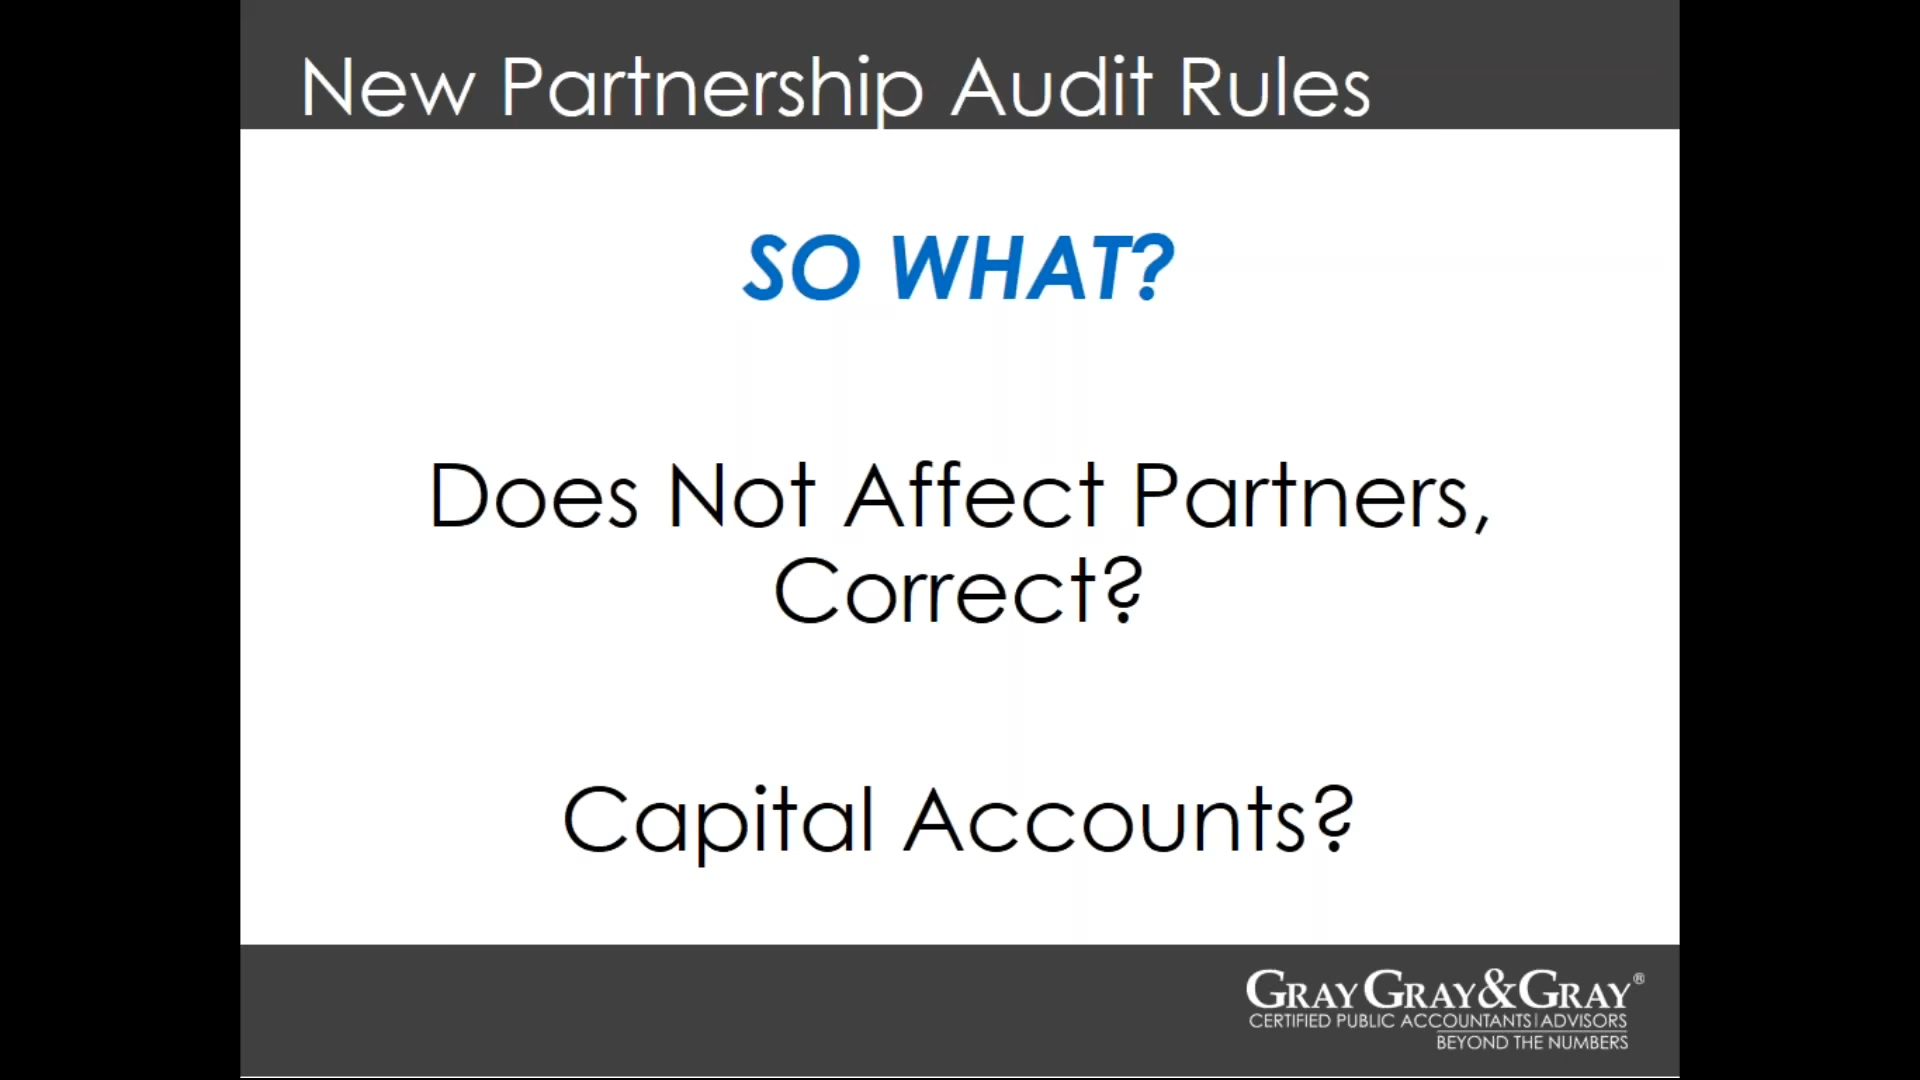 New Partnership Audit Rules
SO WHAT?
Does Not Affect Partners,
Correct?
Capital Accounts?
GRAY GRAY & GRAY®
CERTIFIED PUBLIC ACCOUNTANTS | ADVISORS
BEYOND THE NUMBERS